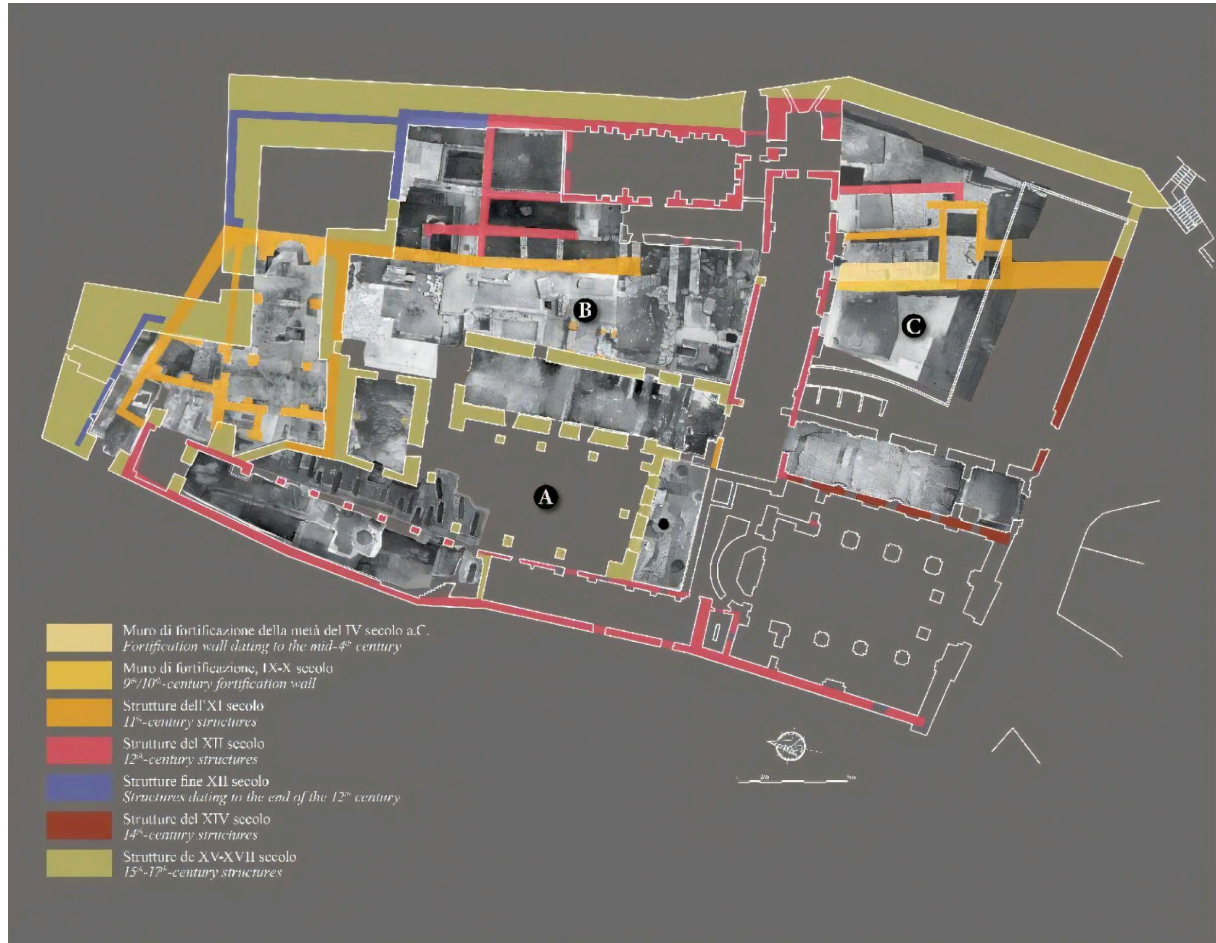 B
C
A
Muro di fortificazione della metà del IV secolo a.C.
Fortification wall dating to the mid-4th century
Muro di fortificazione, IX-X secolo
9th/10th-century fortification wall
Strutture dell'XI secolo
11th-century structures
Strutture del XII secolo
12th-century structures
Strutture fine XII secolo
Structures dating to the end of the 12th century
Strutture del XIV secolo
14th-century structures
Strutture de XV-XVII secolo
15th-17th-century structures